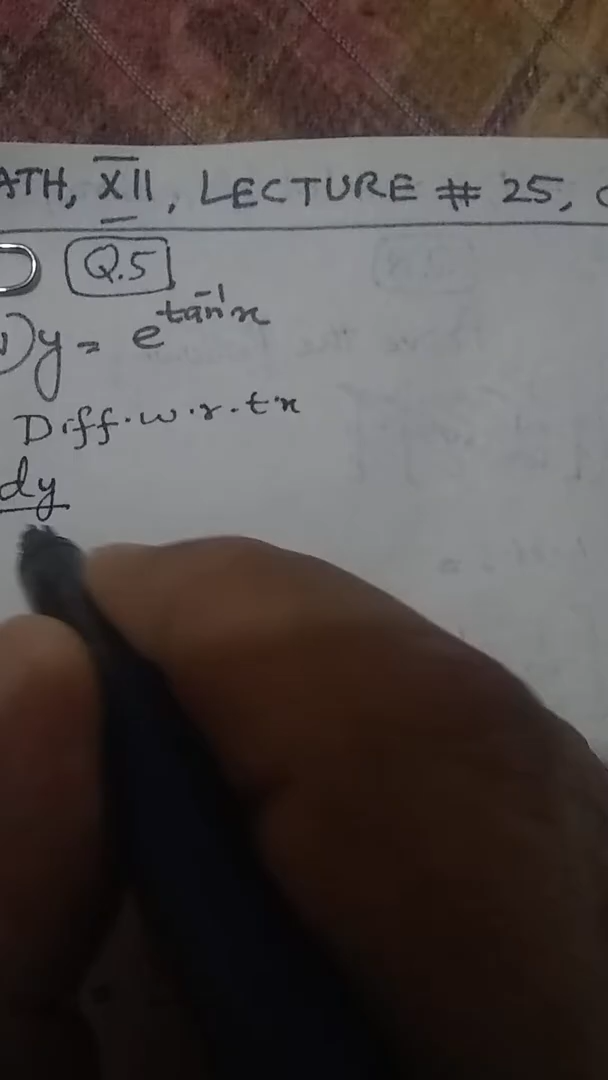 ATH, XII, LECTURE # 25,
Q.5
y = e^tan⁻¹x
Diff. w.r.t x
dy